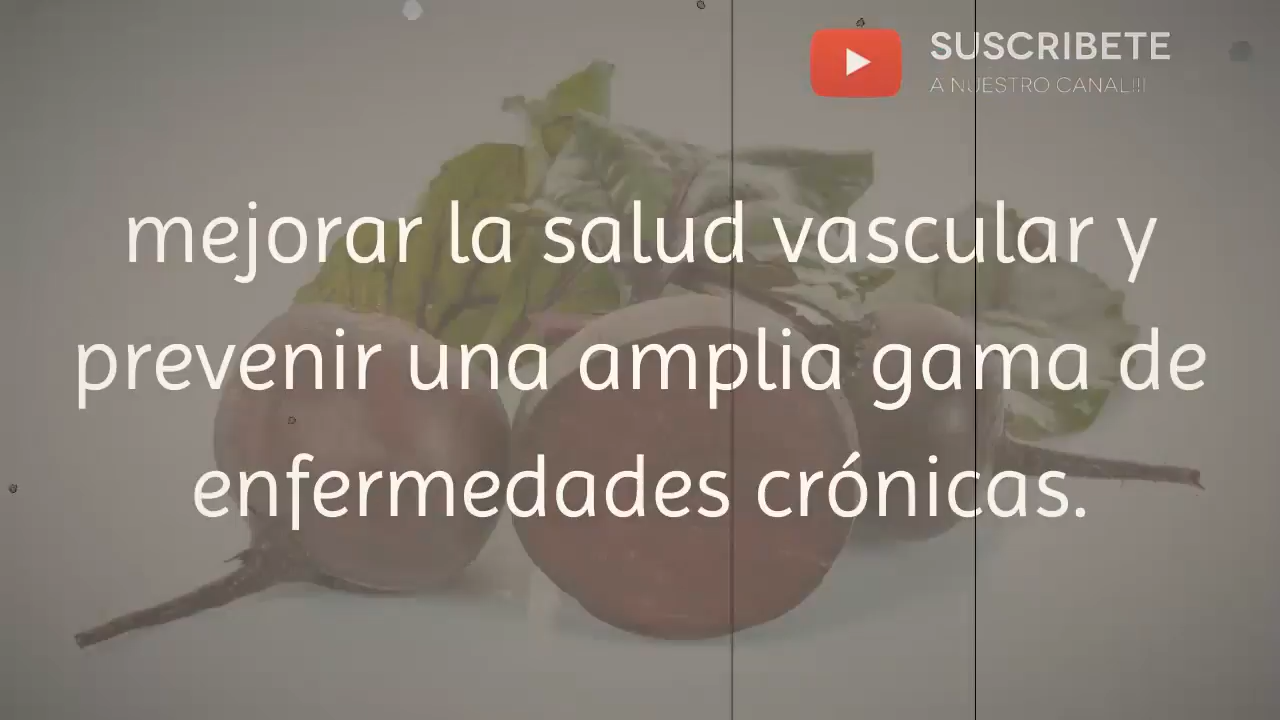 SUSCRIBETE
A NUESTRO CANAL!!!
mejorar la salud vascular y
prevenir una amplia gama de
enfermedades crónicas.